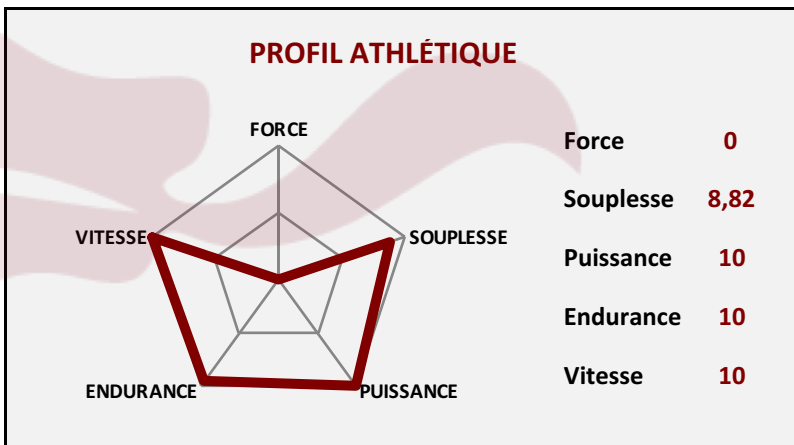 PROFIL ATHLÉTIQUE
FORCE
VITESSE
SOUPLESSE
ENDURANCE
PUISSANCE
Force 0
Souplesse 8,82
Puissance 10
Endurance 10
Vitesse 10